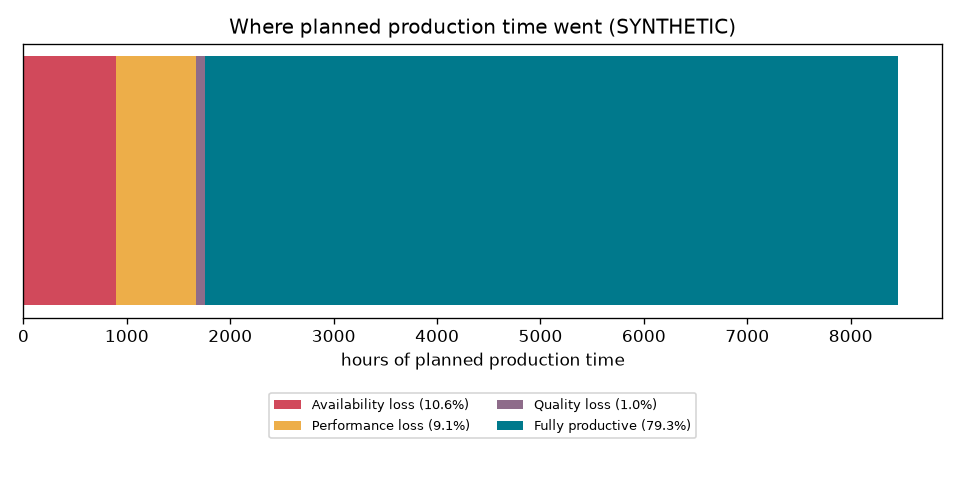 Where planned production time went (SYNTHETIC)
0 1000 2000 3000 4000 5000 6000 7000 8000
hours of planned production time
Availability loss (10.6%) Quality loss (1.0%)
Performance loss (9.1%) Fully productive (79.3%)